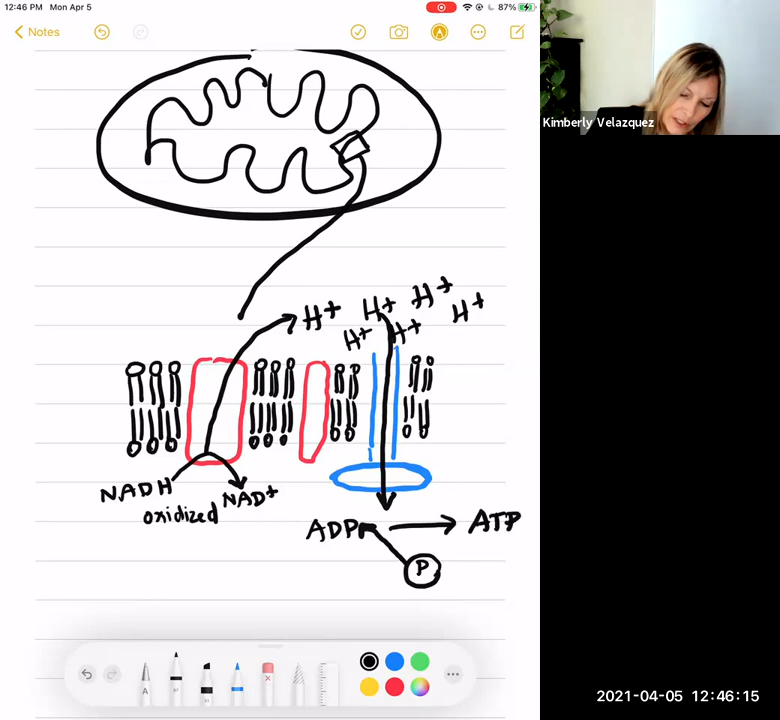 12:46 PM Mon Apr 5
87%
Notes
Kimberly Velazquez
H+ H+ H+ H+
H+ H+
NADH NAD+
oxidized
ADP ATP
P
A
2021-04-05 12:46:15